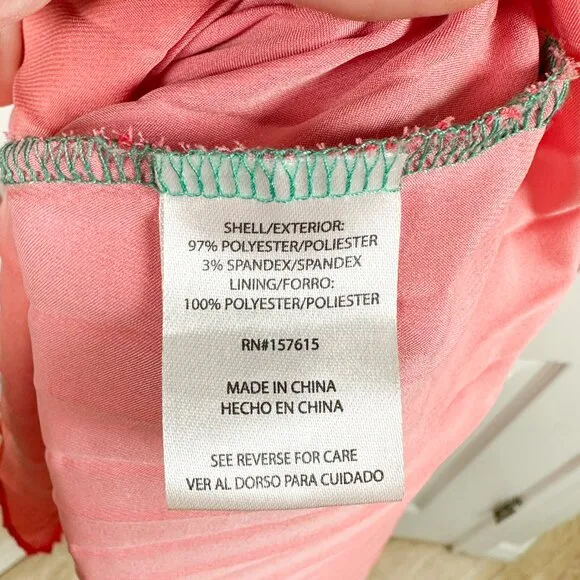 SHELL/EXTERIOR:
97% POLYESTER/POLIESTER
3% SPANDEX/SPANDEX
LINING/FORRO:
100% POLYESTER/POLIESTER
RN#157615
MADE IN CHINA
HECHO EN CHINA
SEE REVERSE FOR CARE
VER AL DORSO PARA CUIDADO